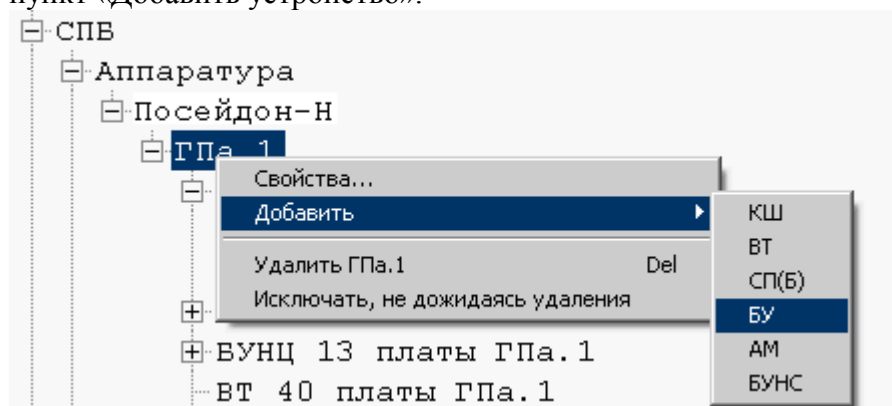 пункт «Добавить устройство».
СПБ
Аппаратура
Посейдон-Н
ГПа.1
Свойства...
Добавить
Удалить ГПа.1 Del
Исключать, не дожидаясь удаления
КШ
ВТ
СП(Б)
БУ
АМ
БУНС
БУНЦ 13 платы ГПа.1
ВТ 40 платы ГПа.1